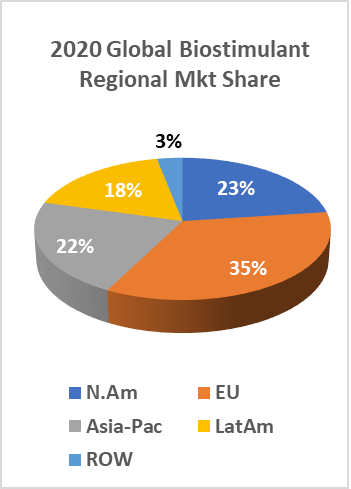 2020 Global Biostimulant
Regional Mkt Share
3%
23%
18%
22%
35%
N.Am
EU
Asia-Pac
LatAm
ROW